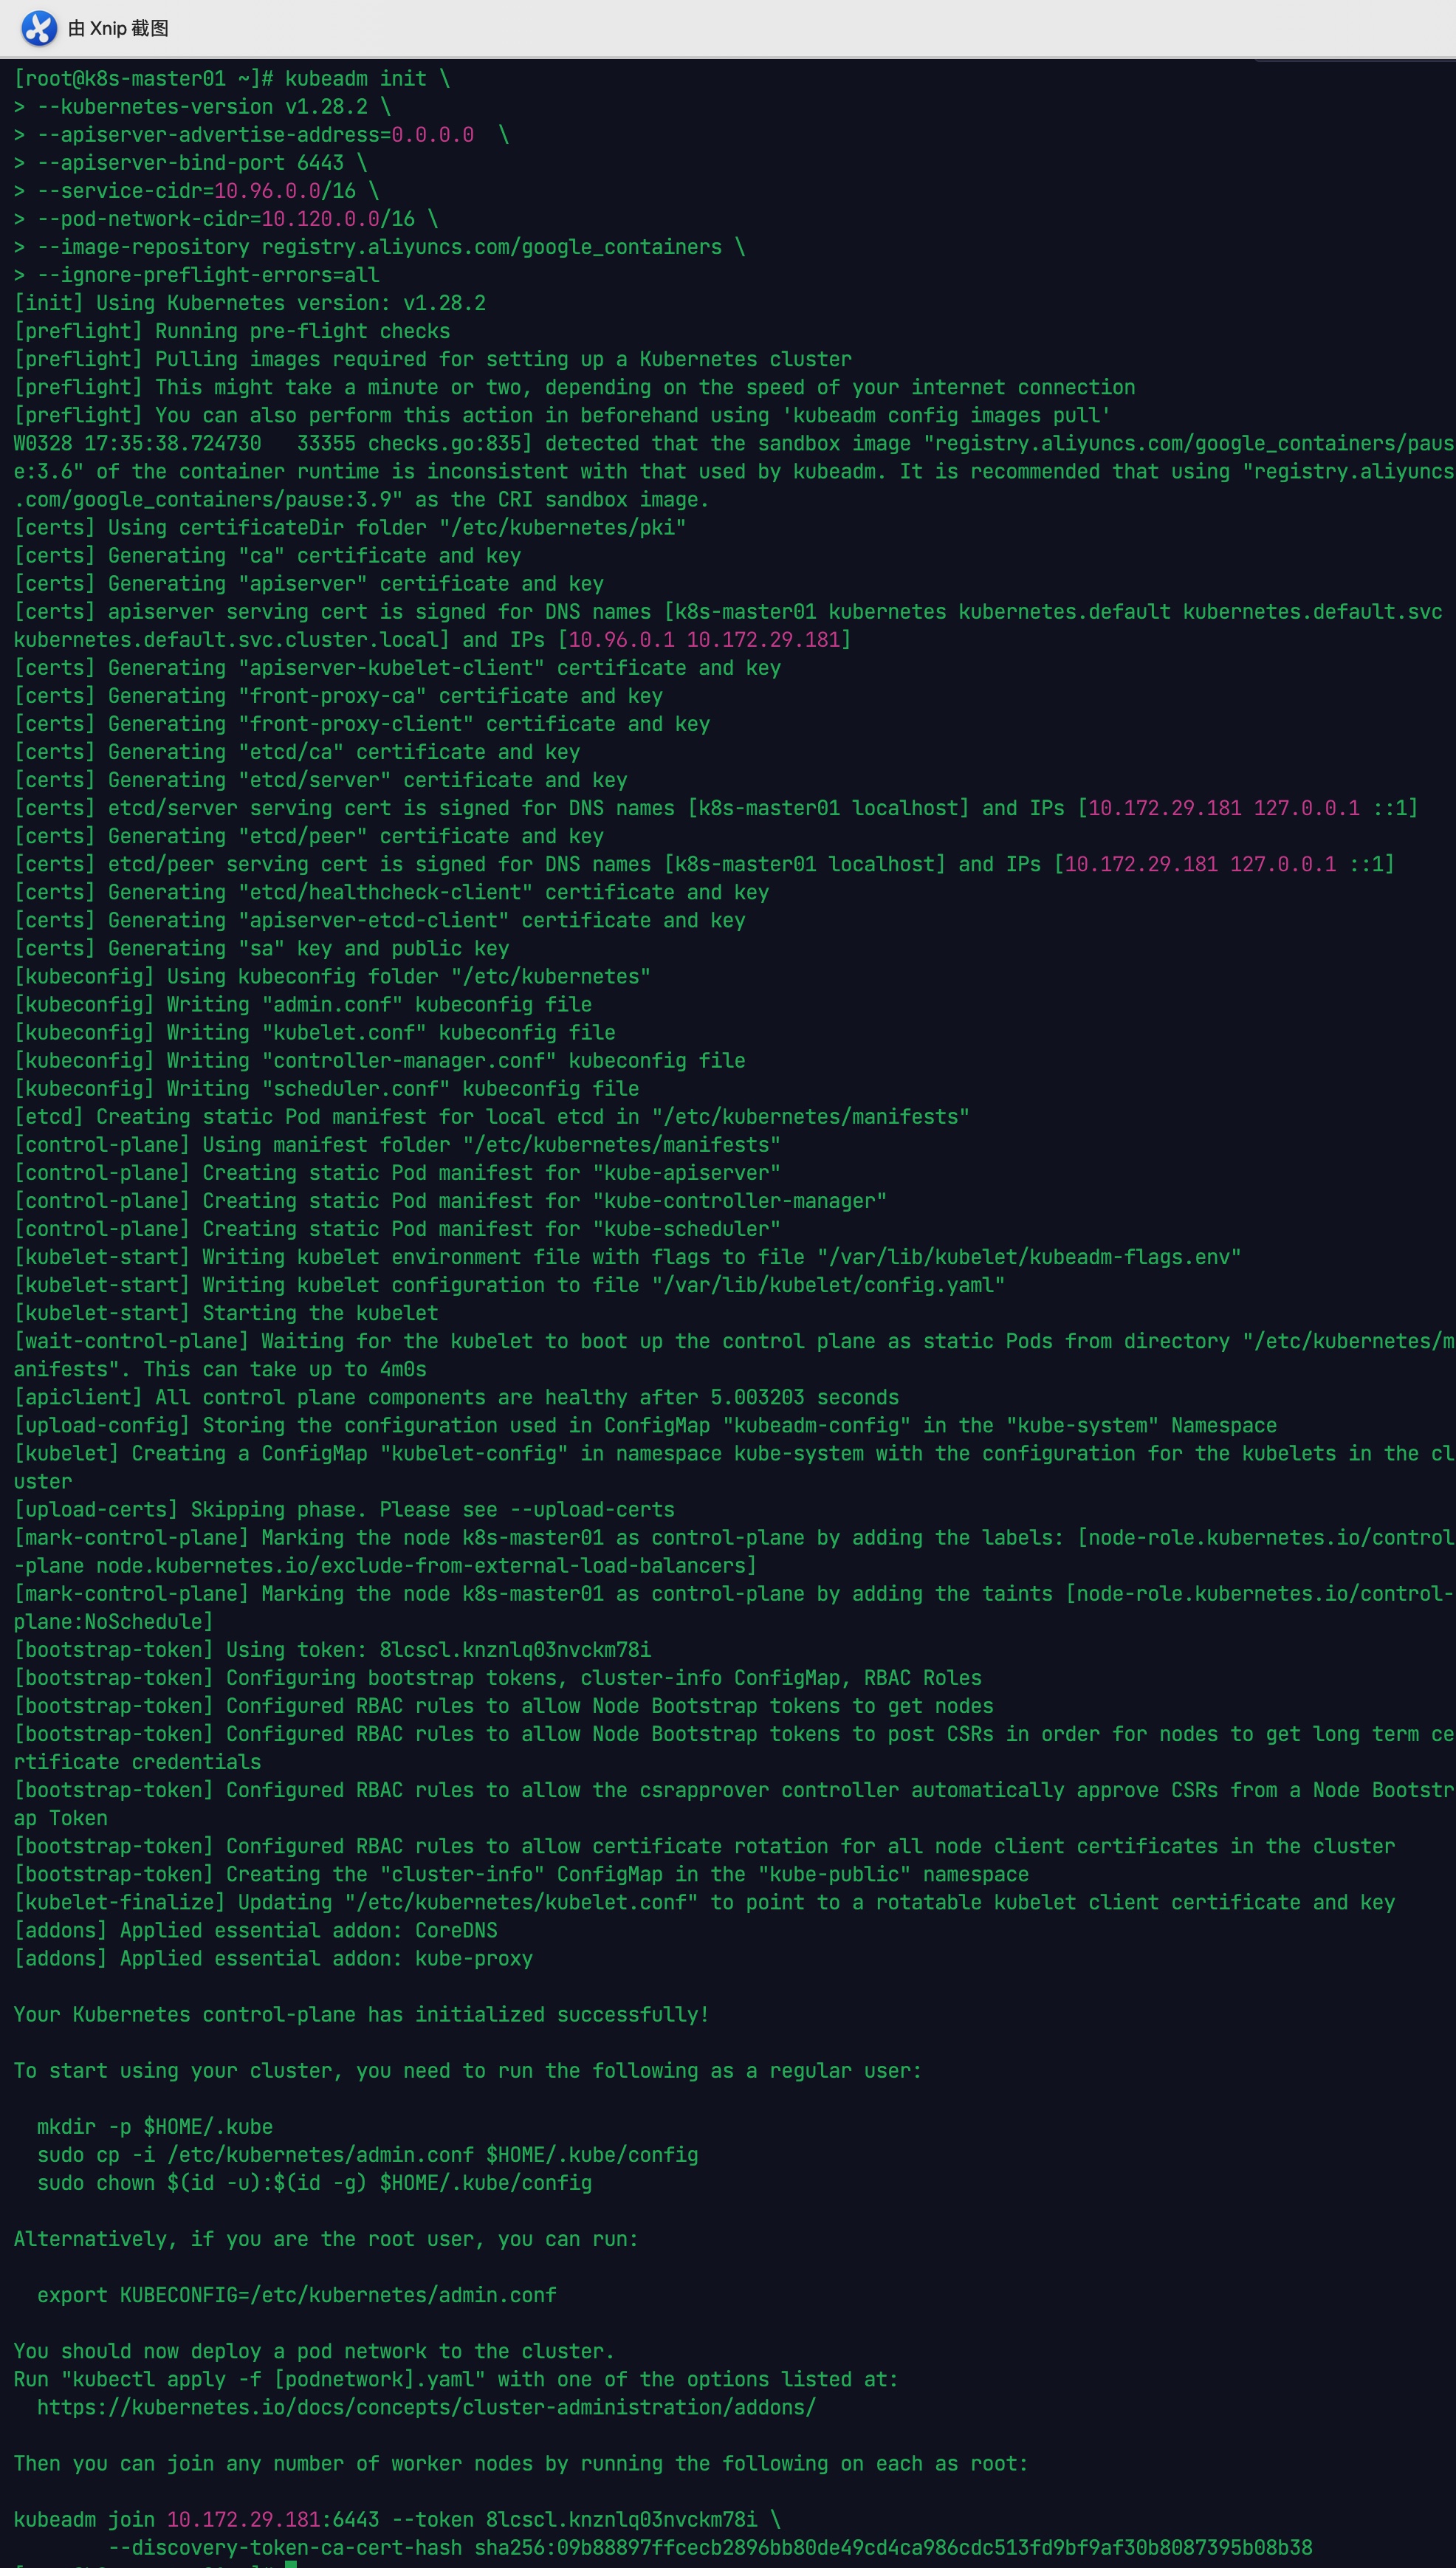 由 Xnip 截图
[root@k8s-master01 ~]# kubeadm init \
> --kubernetes-version v1.28.2 \
> --apiserver-advertise-address=0.0.0.0  \
> --apiserver-bind-port 6443 \
> --service-cidr=10.96.0.0/16 \
> --pod-network-cidr=10.120.0.0/16 \
> --image-repository registry.aliyuncs.com/google_containers \
> --ignore-preflight-errors=all
[init] Using Kubernetes version: v1.28.2
[preflight] Running pre-flight checks
[preflight] Pulling images required for setting up a Kubernetes cluster
[preflight] This might take a minute or two, depending on the speed of your internet connection
[preflight] You can also perform this action in beforehand using 'kubeadm config images pull'
W0328 17:35:38.724730   33355 checks.go:835] detected that the sandbox image "registry.aliyuncs.com/google_containers/paus
e:3.6" of the container runtime is inconsistent with that used by kubeadm. It is recommended that using "registry.aliyuncs
.com/google_containers/pause:3.9" as the CRI sandbox image.
[certs] Using certificateDir folder "/etc/kubernetes/pki"
[certs] Generating "ca" certificate and key
[certs] Generating "apiserver" certificate and key
[certs] apiserver serving cert is signed for DNS names [k8s-master01 kubernetes kubernetes.default kubernetes.default.svc
kubernetes.default.svc.cluster.local] and IPs [10.96.0.1 10.172.29.181]
[certs] Generating "apiserver-kubelet-client" certificate and key
[certs] Generating "front-proxy-ca" certificate and key
[certs] Generating "front-proxy-client" certificate and key
[certs] Generating "etcd/ca" certificate and key
[certs] Generating "etcd/server" certificate and key
[certs] etcd/server serving cert is signed for DNS names [k8s-master01 localhost] and IPs [10.172.29.181 127.0.0.1 ::1]
[certs] Generating "etcd/peer" certificate and key
[certs] etcd/peer serving cert is signed for DNS names [k8s-master01 localhost] and IPs [10.172.29.181 127.0.0.1 ::1]
[certs] Generating "etcd/healthcheck-client" certificate and key
[certs] Generating "apiserver-etcd-client" certificate and key
[certs] Generating "sa" key and public key
[kubeconfig] Using kubeconfig folder "/etc/kubernetes"
[kubeconfig] Writing "admin.conf" kubeconfig file
[kubeconfig] Writing "kubelet.conf" kubeconfig file
[kubeconfig] Writing "controller-manager.conf" kubeconfig file
[kubeconfig] Writing "scheduler.conf" kubeconfig file
[etcd] Creating static Pod manifest for local etcd in "/etc/kubernetes/manifests"
[control-plane] Using manifest folder "/etc/kubernetes/manifests"
[control-plane] Creating static Pod manifest for "kube-apiserver"
[control-plane] Creating static Pod manifest for "kube-controller-manager"
[control-plane] Creating static Pod manifest for "kube-scheduler"
[kubelet-start] Writing kubelet environment file with flags to file "/var/lib/kubelet/kubeadm-flags.env"
[kubelet-start] Writing kubelet configuration to file "/var/lib/kubelet/config.yaml"
[kubelet-start] Starting the kubelet
[wait-control-plane] Waiting for the kubelet to boot up the control plane as static Pods from directory "/etc/kubernetes/m
anifests". This can take up to 4m0s
[apiclient] All control plane components are healthy after 5.003203 seconds
[upload-config] Storing the configuration used in ConfigMap "kubeadm-config" in the "kube-system" Namespace
[kubelet] Creating a ConfigMap "kubelet-config" in namespace kube-system with the configuration for the kubelets in the cl
uster
[upload-certs] Skipping phase. Please see --upload-certs
[mark-control-plane] Marking the node k8s-master01 as control-plane by adding the labels: [node-role.kubernetes.io/control
-plane node.kubernetes.io/exclude-from-external-load-balancers]
[mark-control-plane] Marking the node k8s-master01 as control-plane by adding the taints [node-role.kubernetes.io/control-
plane:NoSchedule]
[bootstrap-token] Using token: 8lcscl.knznlq03nvckm78i
[bootstrap-token] Configuring bootstrap tokens, cluster-info ConfigMap, RBAC Roles
[bootstrap-token] Configured RBAC rules to allow Node Bootstrap tokens to get nodes
[bootstrap-token] Configured RBAC rules to allow Node Bootstrap tokens to post CSRs in order for nodes to get long term ce
rtificate credentials
[bootstrap-token] Configured RBAC rules to allow the csrapprover controller automatically approve CSRs from a Node Bootstr
ap Token
[bootstrap-token] Configured RBAC rules to allow certificate rotation for all node client certificates in the cluster
[bootstrap-token] Creating the "cluster-info" ConfigMap in the "kube-public" namespace
[kubelet-finalize] Updating "/etc/kubernetes/kubelet.conf" to point to a rotatable kubelet client certificate and key
[addons] Applied essential addon: CoreDNS
[addons] Applied essential addon: kube-proxy
Your Kubernetes control-plane has initialized successfully!
To start using your cluster, you need to run the following as a regular user:
mkdir -p $HOME/.kube
sudo cp -i /etc/kubernetes/admin.conf $HOME/.kube/config
sudo chown $(id -u):$(id -g) $HOME/.kube/config
Alternatively, if you are the root user, you can run:
export KUBECONFIG=/etc/kubernetes/admin.conf
You should now deploy a pod network to the cluster.
Run "kubectl apply -f [podnetwork].yaml" with one of the options listed at:
https://kubernetes.io/docs/concepts/cluster-administration/addons/
Then you can join any number of worker nodes by running the following on each as root:
kubeadm join 10.172.29.181:6443 --token 8lcscl.knznlq03nvckm78i \
--discovery-token-ca-cert-hash sha256:09b88897ffcecb2896bb80de49cd4ca986cdc513fd9bf9af30b8087395b08b38